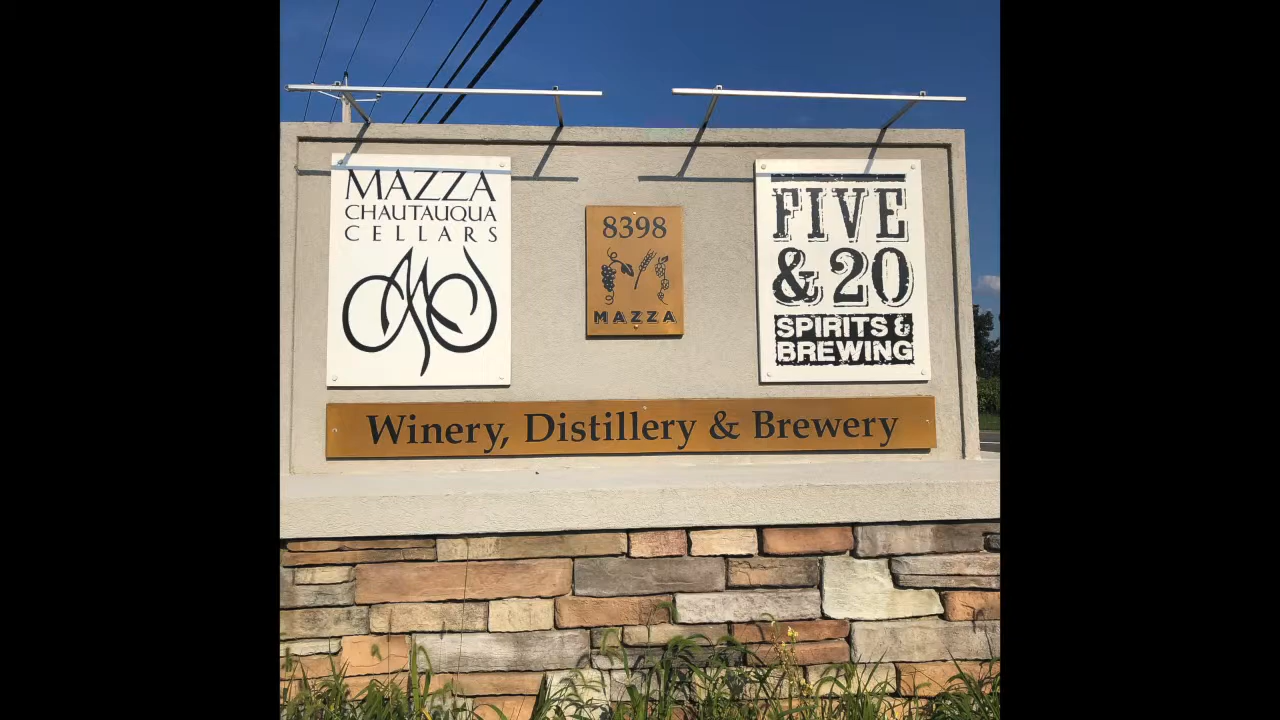 MAZZA
CHAUTAUQUA
CELLARS
8398
MAZZA
FIVE
& 20
SPIRITS &
BREWING
Winery, Distillery & Brewery